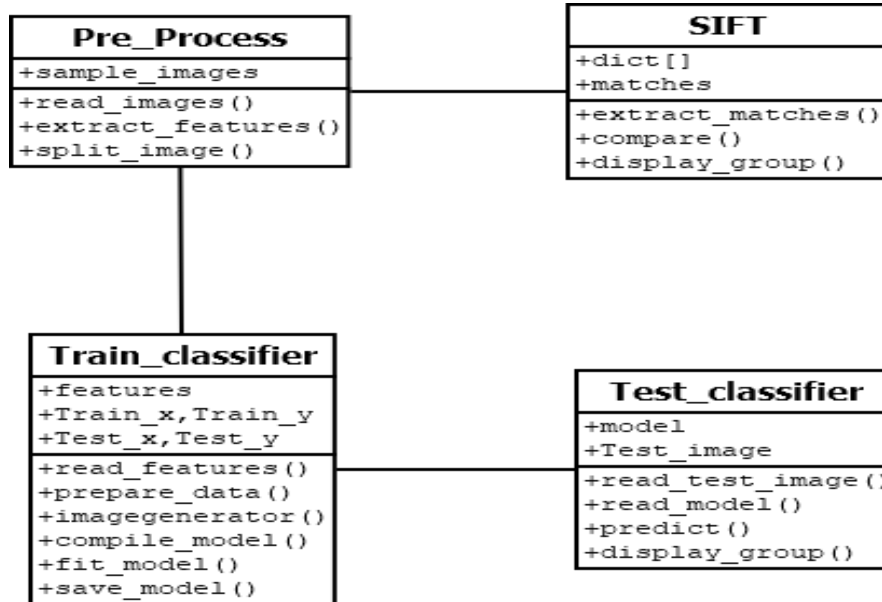 Pre_Process
+sample_images
+read_images()
+extract_features()
+split_image()
SIFT
+dict[]
+matches
+extract_matches()
+compare()
+display_group()
Train_classifier
+features
+Train_x,Train_y
+Test_x,Test_y
+read_features()
+prepare_data()
+imagegenerator()
+compile_model()
+fit_model()
+save_model()
Test_classifier
+model
+Test_image
+read_test_image()
+read_model()
+predict()
+display_group()